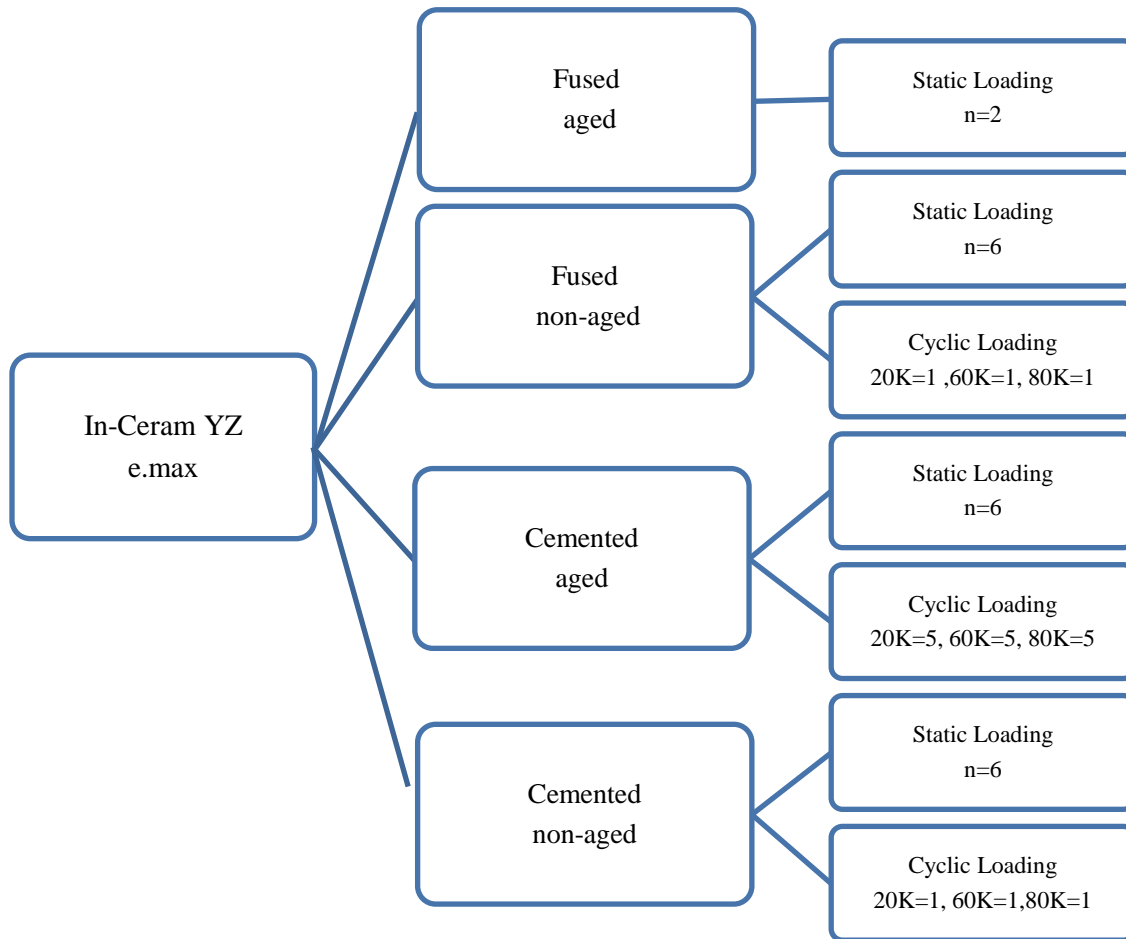 In-Ceram YZ
e.max
Fused
aged
Static Loading
n=2
Fused
non-aged
Static Loading
n=6
Cyclic Loading
20K=1 ,60K=1, 80K=1
Cemented
aged
Static Loading
n=6
Cyclic Loading
20K=5, 60K=5, 80K=5
Cemented
non-aged
Static Loading
n=6
Cyclic Loading
20K=1, 60K=1,80K=1